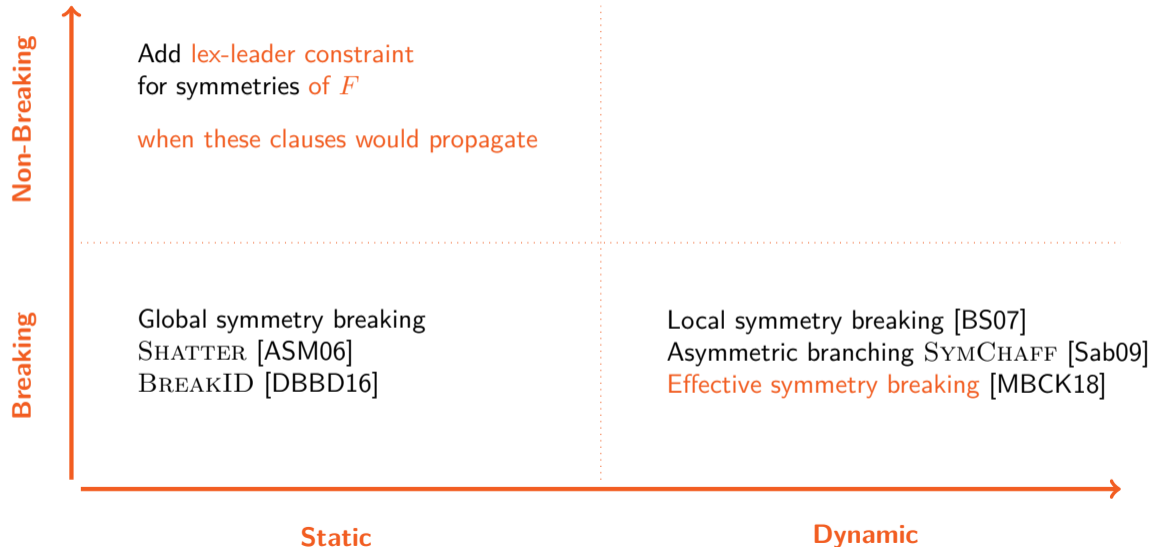 Non-Breaking
Add lex-leader constraint
for symmetries of F
when these clauses would propagate
Breaking
Global symmetry breaking
SHATTER [ASM06]
BREAKID [DBBD16]
Local symmetry breaking [BS07]
Asymmetric branching SYMCHAFF [Sab09]
Effective symmetry breaking [MBCK18]
Static
Dynamic